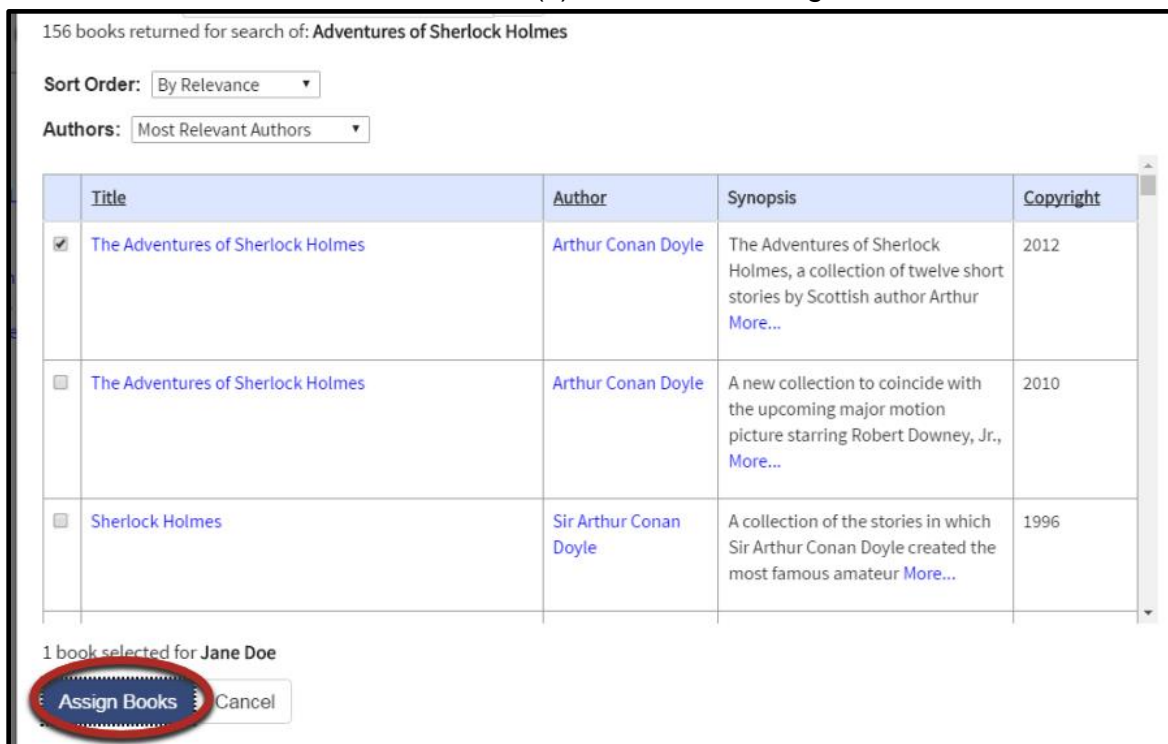 156 books returned for search of: Adventures of Sherlock Holmes
Sort Order: By Relevance
Authors: Most Relevant Authors
Title Author Synopsis Copyright
The Adventures of Sherlock Holmes Arthur Conan Doyle The Adventures of Sherlock 2012
Holmes, a collection of twelve short
stories by Scottish author Arthur
More...
The Adventures of Sherlock Holmes Arthur Conan Doyle A new collection to coincide with 2010
the upcoming major motion
picture starring Robert Downey, Jr.,
More...
Sherlock Holmes Sir Arthur Conan A collection of the stories in which 1996
Doyle Sir Arthur Conan Doyle created the
most famous amateur More...
1 book selected for Jane Doe
Assign Books Cancel